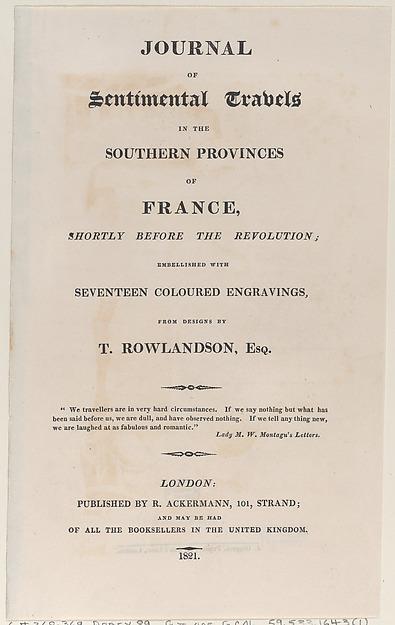 JOURNAL
OF
Sentimental Travels
IN THE
SOUTHERN PROVINCES
OF
FRANCE,
SHORTLY BEFORE THE REVOLUTION;
EMBELLISHED WITH
SEVENTEEN COLOURED ENGRAVINGS,
FROM DESIGNS BY
T. ROWLANDSON, Esq.
" We travellers are in very hard circumstances. If we say nothing but what has
been said before us, we are dull, and have observed nothing. If we tell any thing new,
we are laughed at as fabulous and romantic."
Lady M. W. Montagu's Letters.
LONDON:
PUBLISHED BY R. ACKERMANN, 101, STRAND;
AND MAY BE HAD
OF ALL THE BOOKSELLERS IN THE UNITED KINGDOM.
1821.